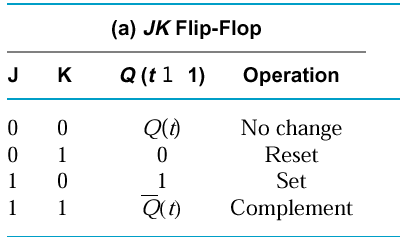 (a) JK Flip-Flop
J K Q (t 1 1) Operation
0 0 Q(t) No change
0 1 0 Reset
1 0 1 Set
1 1 Q̅(t) Complement